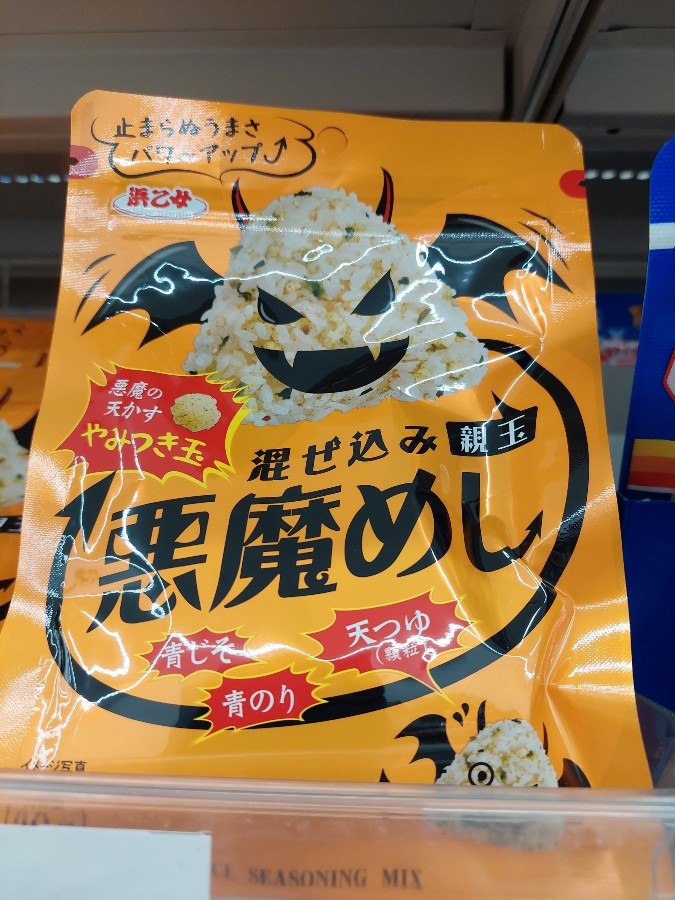 止まらぬうまさ
パワーアップ
浜乙女
悪魔の
天かす
やみつき玉
混ぜ込み 親玉
悪魔めし
青じそ
天つゆ
(顆粒)
青のり
イメージ写真
SEASONING MIX